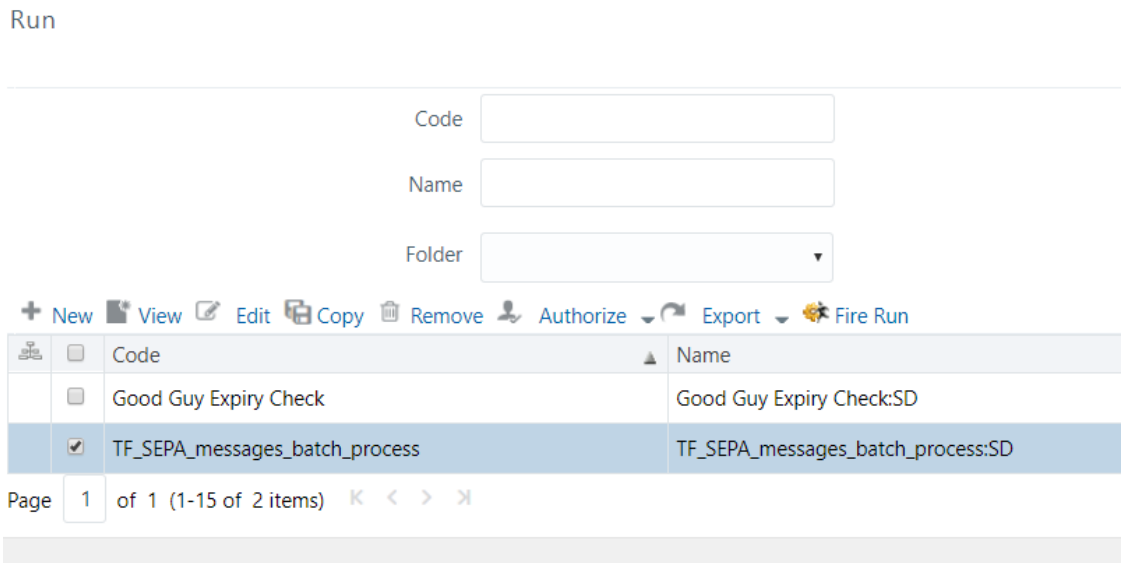 Run
Code
Name
Folder
New View Edit Copy Remove Authorize Export Fire Run
Code Name
Good Guy Expiry Check Good Guy Expiry Check:SD
TF_SEPA_messages_batch_process TF_SEPA_messages_batch_process:SD
Page 1 of 1 (1-15 of 2 items)